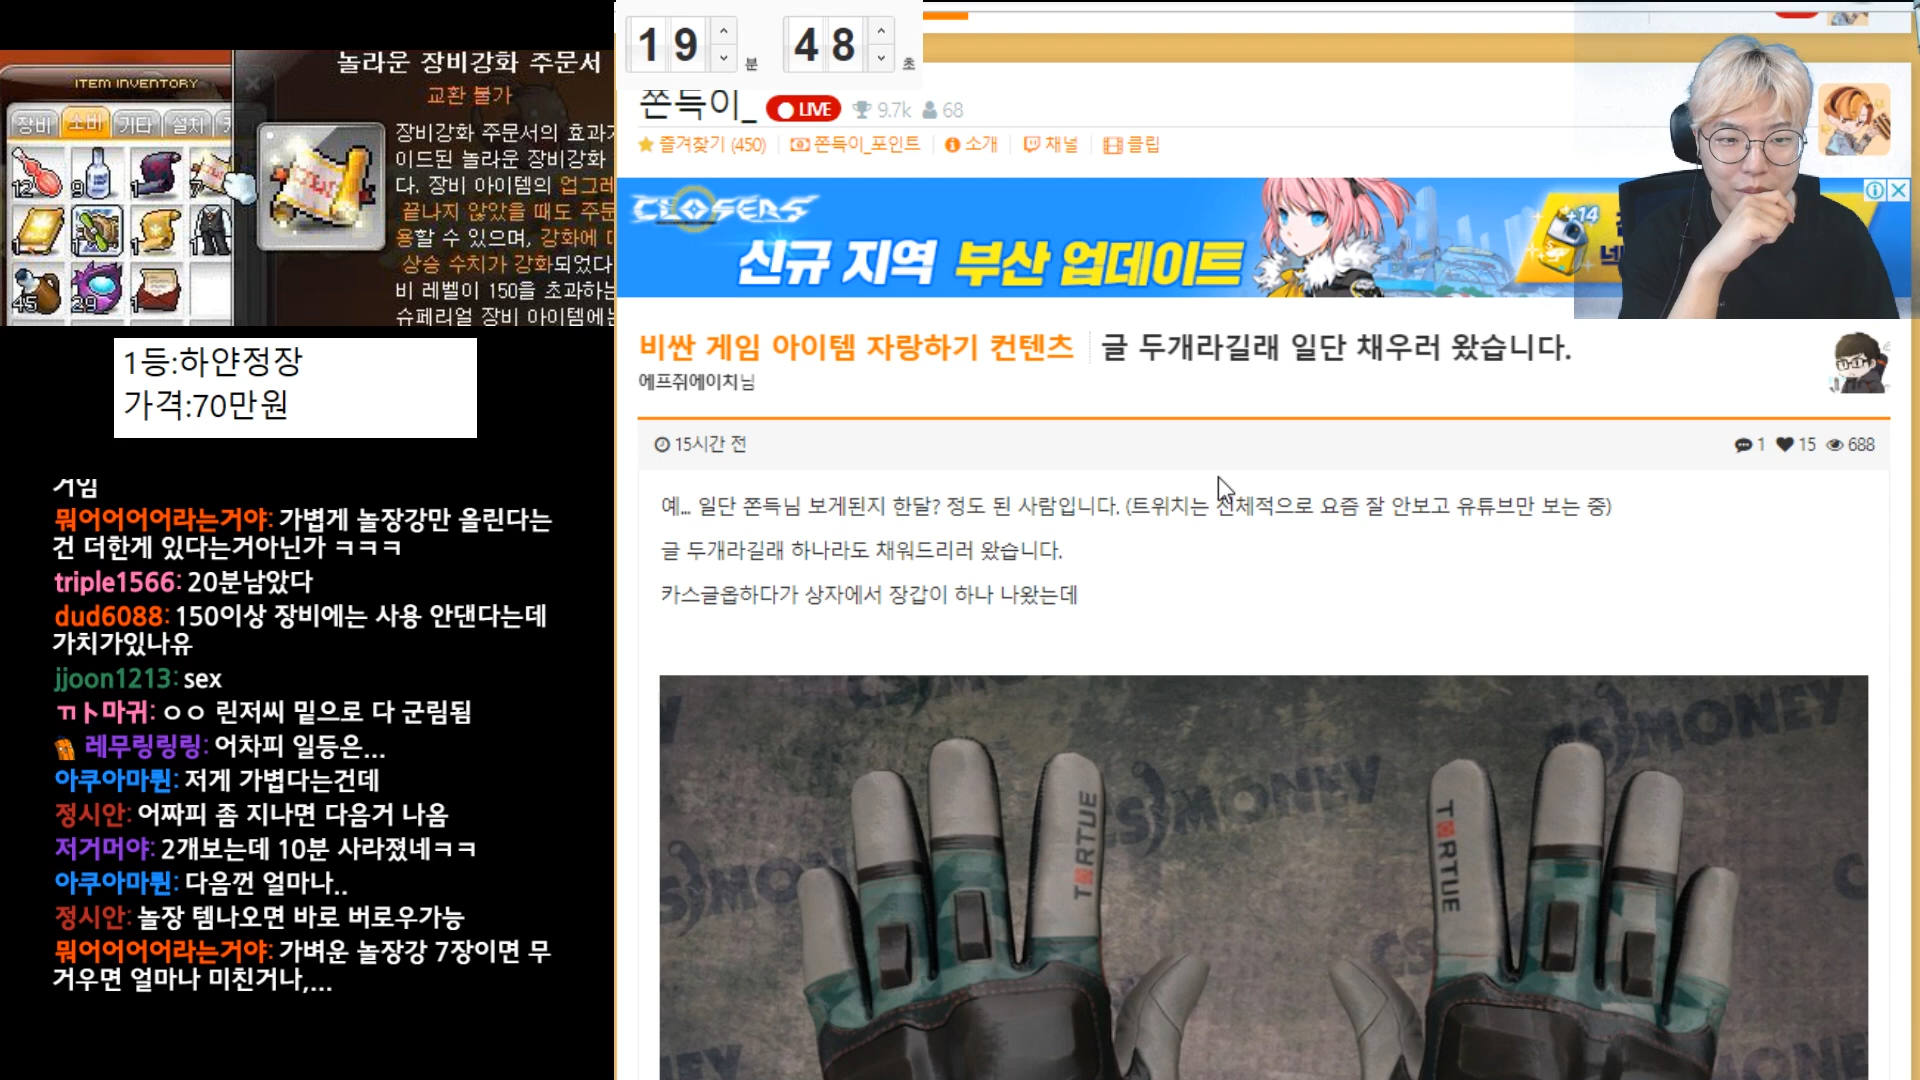 놀라운 장비강화 주문서
교환 불가
ITEM INVENTORY
장비 소비 기타 설치
장비강화 주문서의 효과가
이드된 놀라운 장비강화
다. 장비 아이템의 업그레
끝나지 않았을 때도 주문
용할 수 있으며, 강화에
상승 수치가 강화되었다
비 레벨이 150을 초과하는
슈페리얼 장비 아이템에는
12 9 1 7
1 1 1 1
45 29 1
1등:하얀정장
가격:70만원
게임
뭐어어어어라는거야: 가볍게 놀장강만 올린다는
건 더한게 있다는거아닌가 ㅋㅋㅋ
triple1566: 20분남았다
dud6088: 150이상 장비에는 사용 안댄다는데
가치가있나유
jjoon1213: sex
ㄲㅏ마귀: ㅇㅇ 린저씨 밑으로 다 군림됨
레무링링링: 어차피 일등은...
아쿠아마뤈: 저게 가볍다는건데
정시안: 어짜피 좀 지나면 다음거 나옴
저거머야: 2개보는데 10분 사라졌네ㅋㅋ
아쿠아마뤈: 다음껀 얼마나..
정시안: 놀장 템나오면 바로 버로우가능
뭐어어어어라는거야: 가벼운 놀장강 7장이면 무
거우면 얼마나 미친거나,...
19 분 48 초
쫀득이_ LIVE 9.7k 68
즐겨찾기 (450) 쫀득이_포인트 소개 채널 클립
CLOSERS
신규 지역 부산 업데이트
+14
비싼 게임 아이템 자랑하기 컨텐츠 글 두개라길래 일단 채우러 왔습니다.
에프쥐에이치님
15시간 전 1 15 688
예... 일단 쫀득님 보게된지 한달? 정도 된 사람입니다. (트위치는 전체적으로 요즘 잘 안보고 유튜브만 보는 중)
글 두개라길래 하나라도 채워드리러 왔습니다.
카스글옵하다가 상자에서 장갑이 하나 나왔는데
CS MONEY
TORTUE
TORTUE